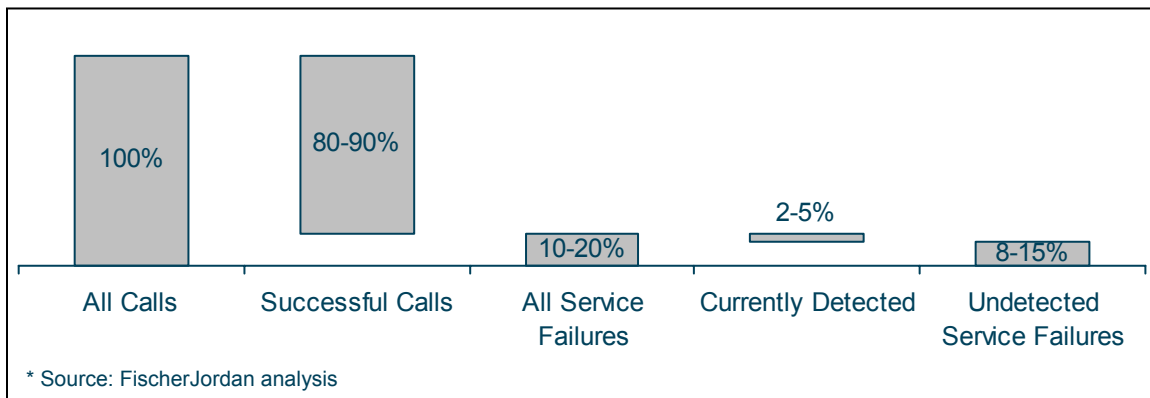 100%
80-90%
10-20%
2-5%
8-15%
All Calls
Successful Calls
All Service
Failures
Currently Detected
Undetected
Service Failures
* Source: FischerJordan analysis